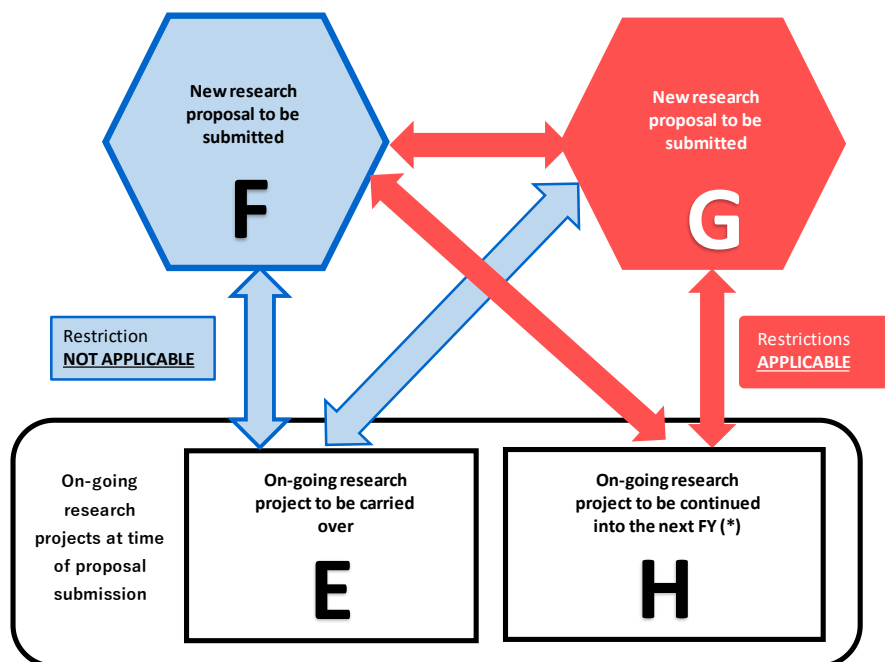 New research
proposal to be
submitted
F
New research
proposal to be
submitted
G
Restriction
NOT APPLICABLE
Restrictions
APPLICABLE
On-going
research
projects at time
of proposal
submission
On-going research
project to be carried
over
E
On-going research
project to be continued
into the next FY (*)
H